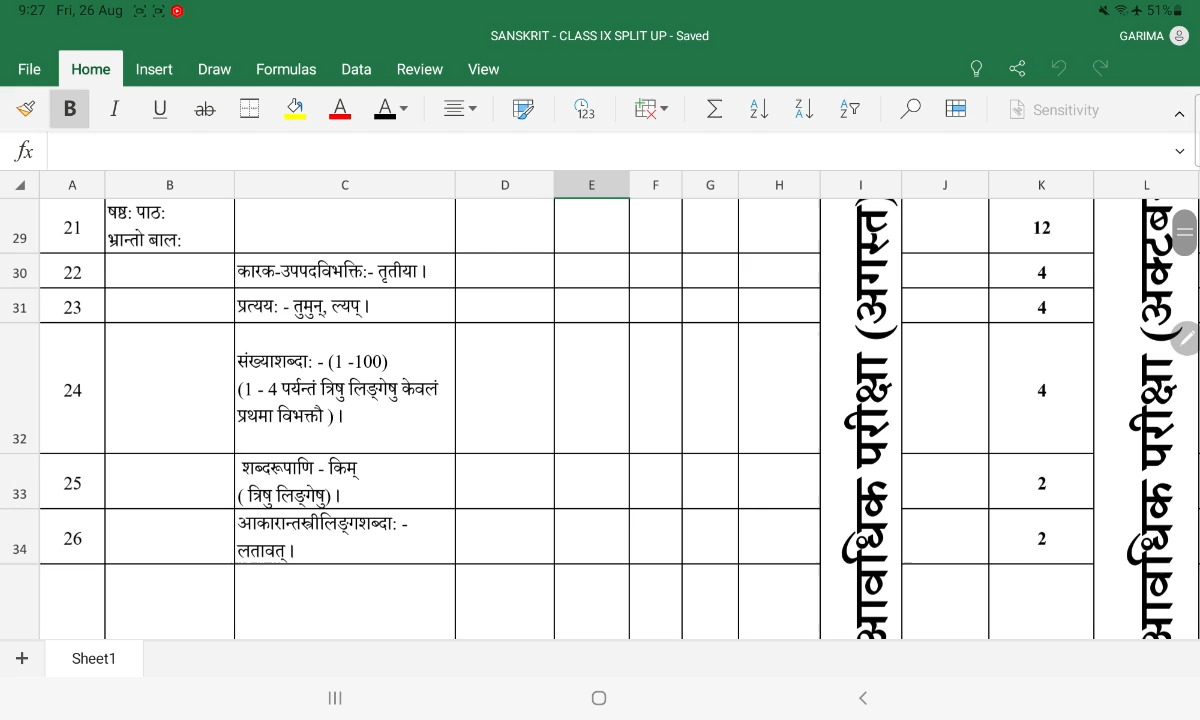 9:27 Fri, 26 Aug
51%
SANSKRIT - CLASS IX SPLIT UP - Saved
GARIMA
File Home Insert Draw Formulas Data Review View
B I U ab A A 123 Σ A Z Z A A Z Sensitivity
fx
A B C D E F G H I J K L
29 21 षष्ठ: पाठ: 12
भ्रान्तो बाल:
30 22 कारक-उपपदविभक्ति:- तृतीया । 4
31 23 प्रत्यय: - तुमुन्, ल्यप् । 4
32 24 संख्याशब्दा: - (1 -100) 4
(1 - 4 पर्यन्तं त्रिषु लिङ्गेषु केवलं
प्रथमा विभक्तौ ) ।
33 25 शब्दरूपाणि - किम् 2
( त्रिषु लिङ्गेषु) ।
34 26 आकारान्तस्त्रीलिङ्गशब्दा: - 2
लतावत् ।
आवधिक परीक्षा (अगस्त)
आवधिक परीक्षा
Sheet1